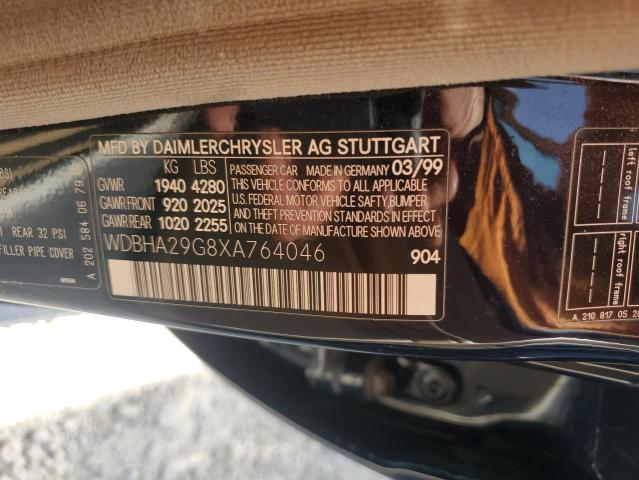 MFD BY DAIMLERCHRYSLER AG STUTTGART
KG LBS
GVWR 1940 4280
GAWR FRONT 920 2025
GAWR REAR 1020 2255
PASSENGER CAR MADE IN GERMANY 03/99
THIS VEHICLE CONFORMS TO ALL APPLICABLE
U.S. FEDERAL MOTOR VEHICLE SAFETY, BUMPER
AND THEFT PREVENTION STANDARDS IN EFFECT
ON THE DATE OF MANUFACTURE SHOWN ABOVE
WDBHA29G8XA764046
904
REAR 32 PSI
FILLER PIPE COVER
A 202 584 06 79
left roof
frame
right roof
frame
A 210 817 05 20